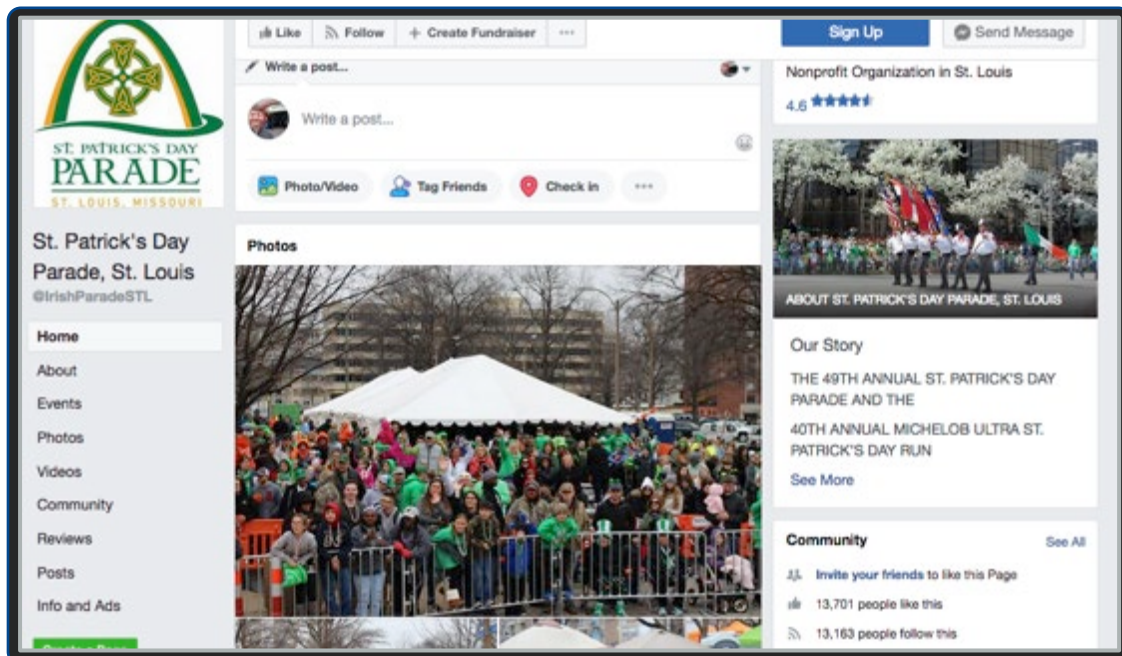 ST. PATRICK'S DAY
PARADE
ST. LOUIS, MISSOURI
St. Patrick's Day
Parade, St. Louis
@IrishParadeSTL
Home
About
Events
Photos
Videos
Community
Reviews
Posts
Info and Ads
Like Follow + Create Fundraiser ...
Write a post...
Write a post...
Photo/Video Tag Friends Check in ...
Photos
Sign Up Send Message
Nonprofit Organization in St. Louis
4.6
ABOUT ST. PATRICK'S DAY PARADE, ST. LOUIS
Our Story
THE 49TH ANNUAL ST. PATRICK'S DAY
PARADE AND THE
40TH ANNUAL MICHELOB ULTRA ST.
PATRICK'S DAY RUN
See More
Community See All
Invite your friends to like this Page
13,701 people like this
13,163 people follow this